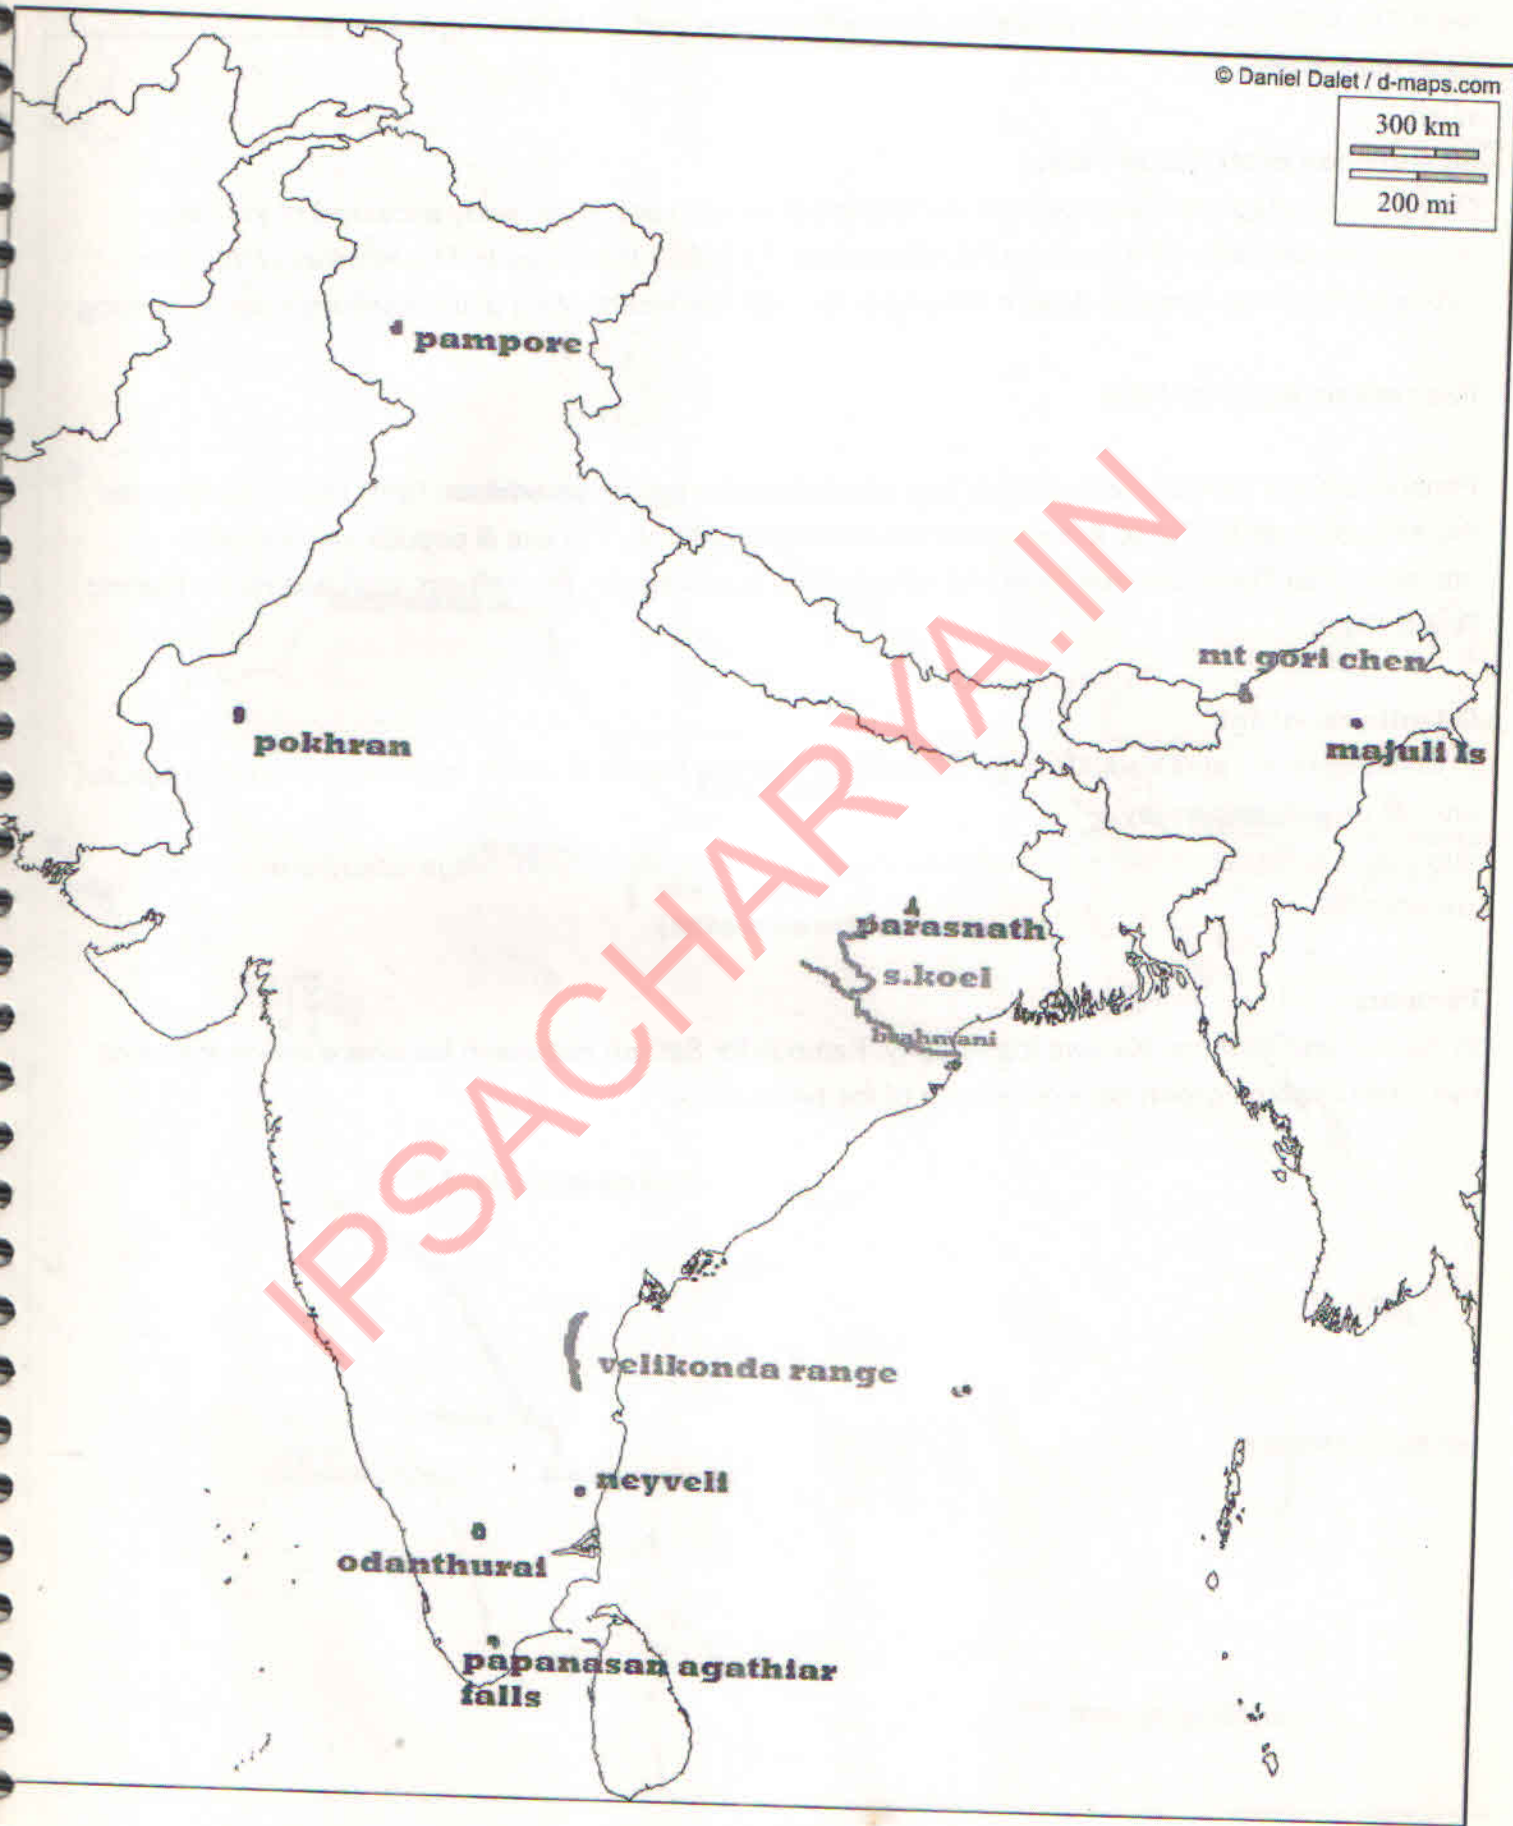 © Daniel Dalet / d-maps.com
300 km
200 mi
pampore
mt gori chen
majuli Is
pokhran
parasnath
s.koel
brahmani
velikonda range
neyveli
odanthurai
papanasan agathiar
falls
IPSACHARYA.IN